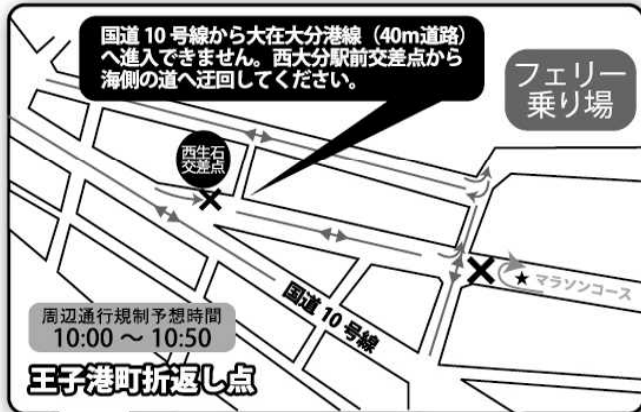 国道 10 号線から大在大分港線（40m道路）
へ進入できません。西大分駅前交差点から
海側の道へ迂回してください。
フェリー
乗り場
西生石
交差点
マラソンコース
国道 10 号線
周辺通行規制予想時間
10:00 ～ 10:50
王子港町折返し点